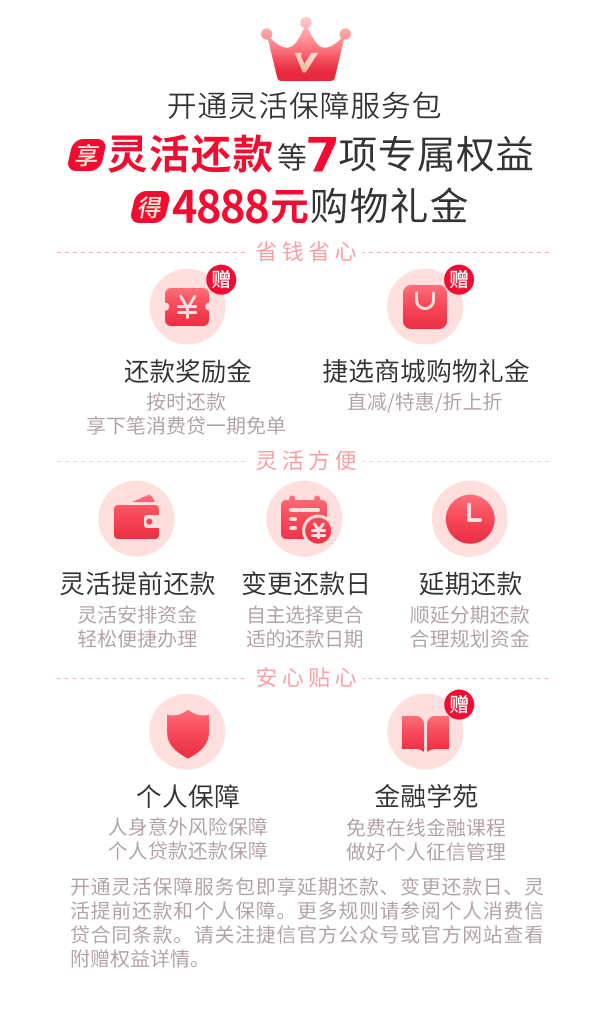 开通灵活保障服务包
享 灵活还款等7项专属权益
得 4888元购物礼金
省钱省心
赠 赠
还款奖励金 捷选商城购物礼金
按时还款 直减/特惠/折上折
享下笔消费贷一期免单
灵活方便
灵活提前还款 变更还款日 延期还款
灵活安排资金 自主选择更合 顺延分期还款
轻松便捷办理 适的还款日期 合理规划资金
安心贴心
赠
个人保障 金融学苑
人身意外风险保障 免费在线金融课程
个人贷款还款保障 做好个人征信管理
开通灵活保障服务包即享延期还款、变更还款日、灵
活提前还款和个人保障。更多规则请参阅个人消费信
贷合同条款。请关注捷信官方公众号或官方网站查看
附赠权益详情。